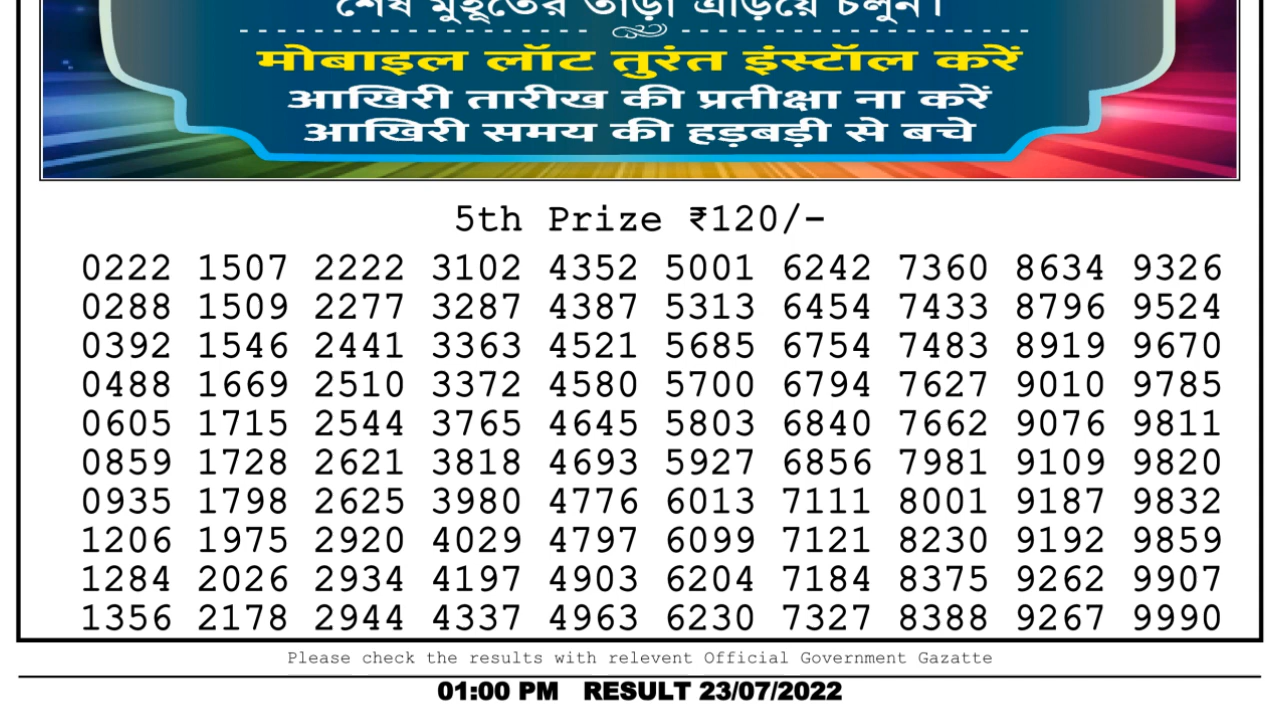 শেষ মুহূর্তের তাড়া এড়িয়ে চলুন।
मोबाइल लॉट तुरंत इंस्टॉल करें
आखिरी तारीख की प्रतीक्षा ना करें
आखिरी समय की हड़बड़ी से बचे
5th Prize ₹120/-
0222 1507 2222 3102 4352 5001 6242 7360 8634 9326
0288 1509 2277 3287 4387 5313 6454 7433 8796 9524
0392 1546 2441 3363 4521 5685 6754 7483 8919 9670
0488 1669 2510 3372 4580 5700 6794 7627 9010 9785
0605 1715 2544 3765 4645 5803 6840 7662 9076 9811
0859 1728 2621 3818 4693 5927 6856 7981 9109 9820
0935 1798 2625 3980 4776 6013 7111 8001 9187 9832
1206 1975 2920 4029 4797 6099 7121 8230 9192 9859
1284 2026 2934 4197 4903 6204 7184 8375 9262 9907
1356 2178 2944 4337 4963 6230 7327 8388 9267 9990
Please check the results with relevent Official Government Gazatte
01:00 PM RESULT 23/07/2022